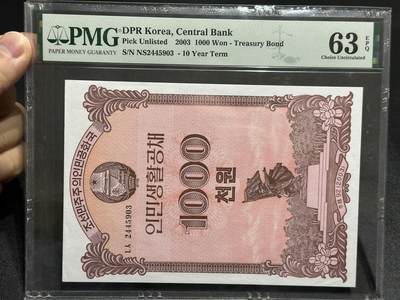 PMG
PAPER MONEY GUARANTY
DPR Korea, Central Bank
Pick Unlisted 2003 1000 Won - Treasury Bond
S/N NS2445903 - 10 Year Term
63 EPQ
Choice Uncirculated
조선민주주의인민공화국
ㄴㅅ 2445903
인민생활공채
1000
천원